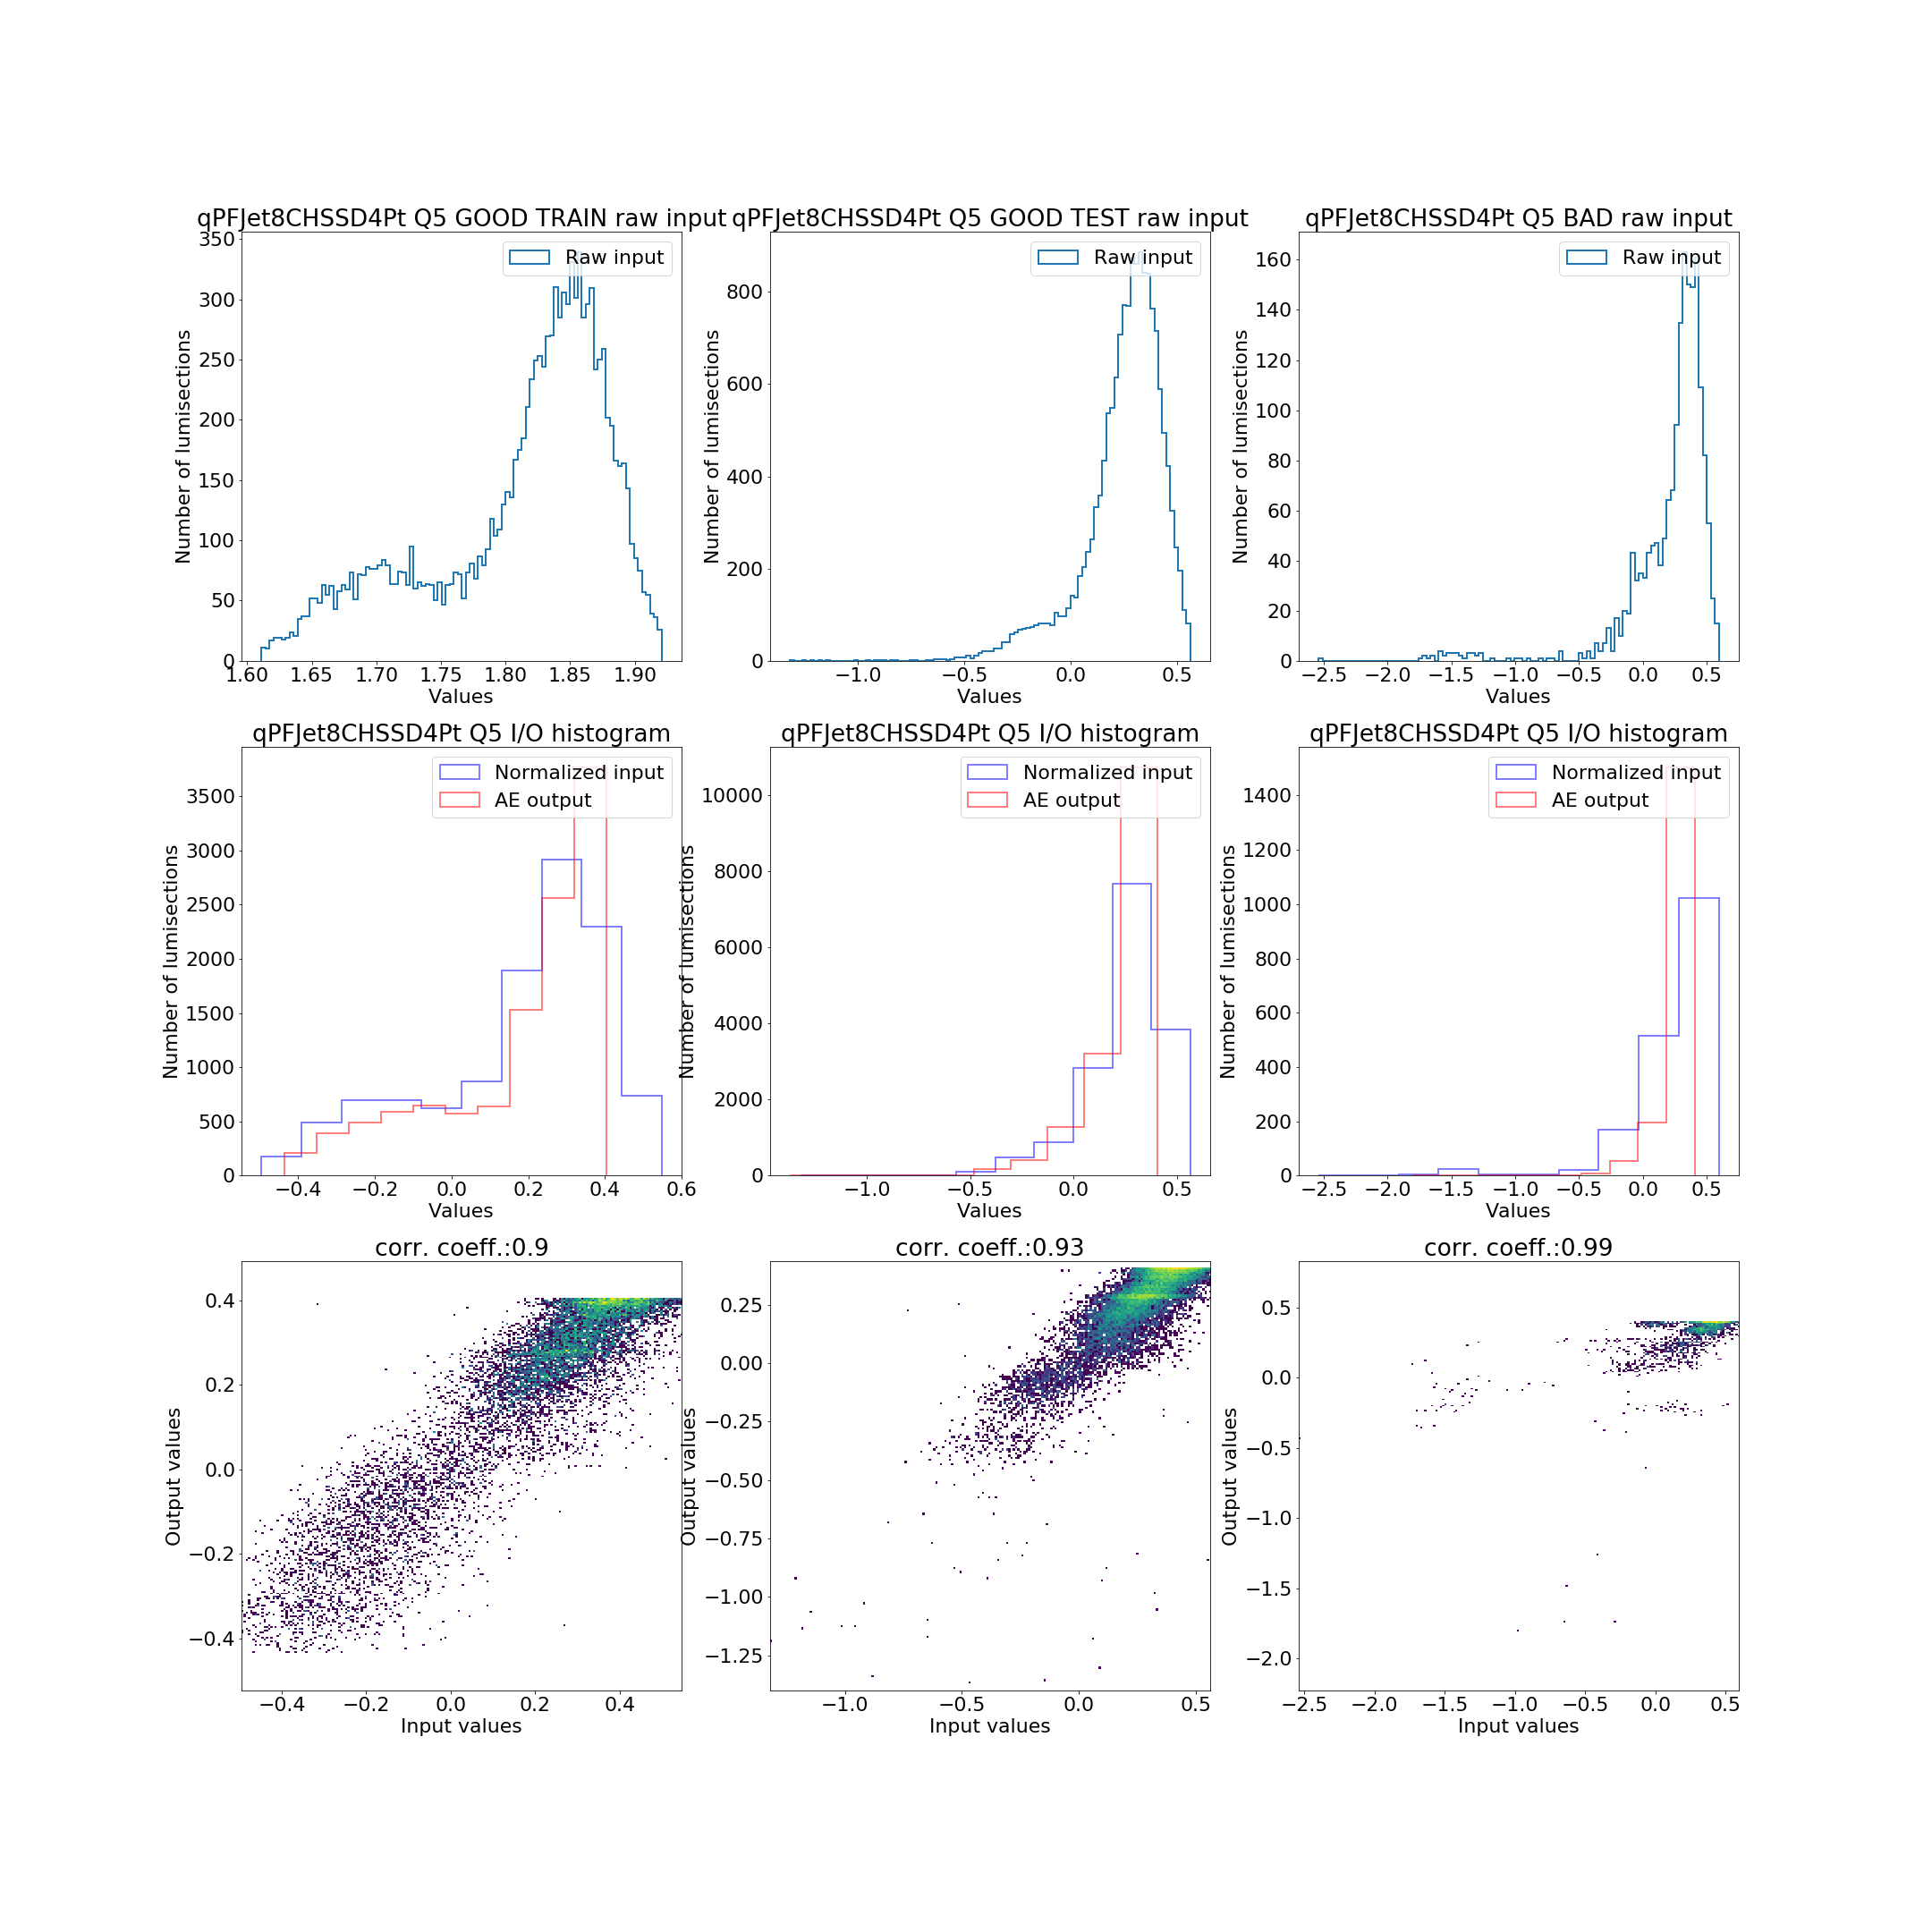 qPFJet8CHSSD4Pt Q5 GOOD TRAIN raw input
qPFJet8CHSSD4Pt Q5 GOOD TEST raw input
qPFJet8CHSSD4Pt Q5 BAD raw input
Raw input
Raw input
Raw input
Number of lumisections
350
300
250
200
150
100
50
0
Number of lumisections
800
600
400
200
0
Number of lumisections
160
140
120
100
80
60
40
20
0
1.60 1.65 1.70 1.75 1.80 1.85 1.90
−1.0 −0.5 0.0 0.5
−2.5 −2.0 −1.5 −1.0 −0.5 0.0 0.5
Values
Values
Values
qPFJet8CHSSD4Pt Q5 I/O histogram
qPFJet8CHSSD4Pt Q5 I/O histogram
qPFJet8CHSSD4Pt Q5 I/O histogram
Normalized input
AE output
Normalized input
AE output
Normalized input
AE output
Number of lumisections
3500
3000
2500
2000
1500
1000
500
0
Number of lumisections
10000
8000
6000
4000
2000
0
Number of lumisections
1400
1200
1000
800
600
400
200
0
−0.4 −0.2 0.0 0.2 0.4 0.6
−1.0 −0.5 0.0 0.5
−2.5 −2.0 −1.5 −1.0 −0.5 0.0 0.5
Values
Values
Values
corr. coeff.:0.9
corr. coeff.:0.93
corr. coeff.:0.99
Output values
0.4
0.2
0.0
−0.2
−0.4
Output values
0.25
0.00
−0.25
−0.50
−0.75
−1.00
−1.25
Output values
0.5
0.0
−0.5
−1.0
−1.5
−2.0
−0.4 −0.2 0.0 0.2 0.4
−1.0 −0.5 0.0 0.5
−2.5 −2.0 −1.5 −1.0 −0.5 0.0 0.5
Input values
Input values
Input values